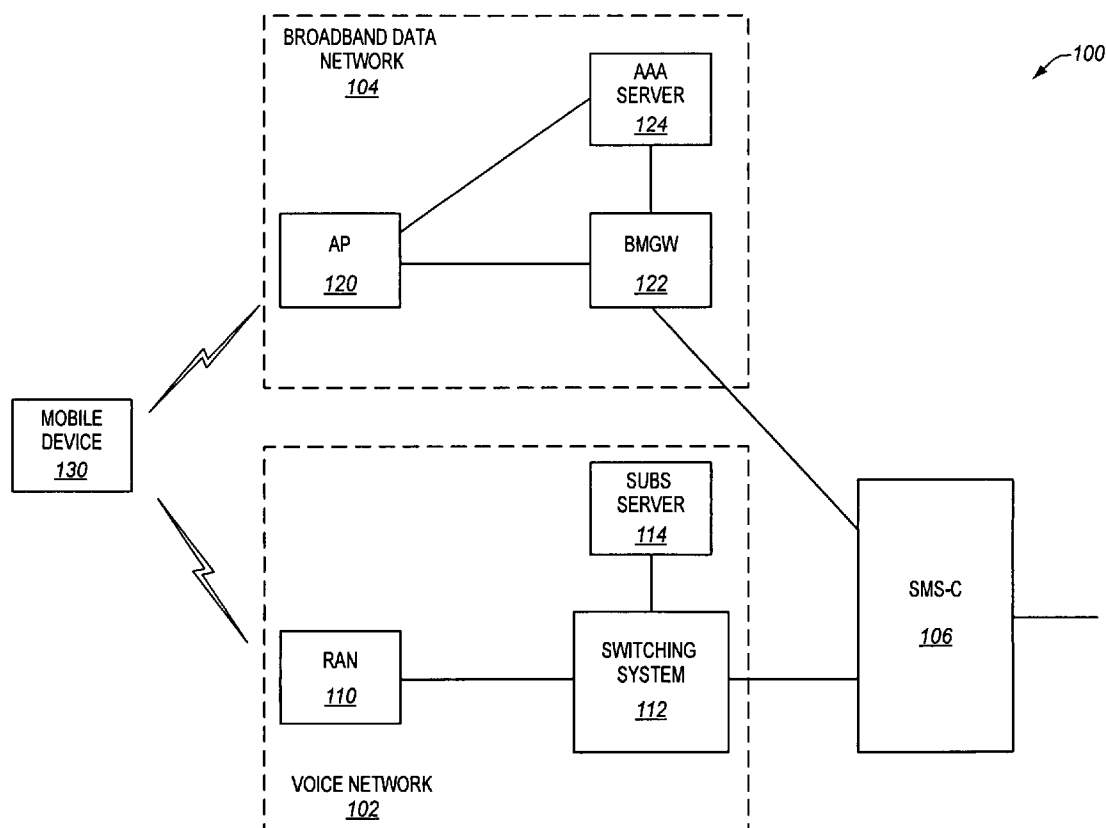 BROADBAND DATA
NETWORK
104
100
AAA
SERVER
124
AP
120
BMGW
122
MOBILE
DEVICE
130
SUBS
SERVER
114
SMS-C
106
RAN
110
SWITCHING
SYSTEM
112
VOICE NETWORK
102